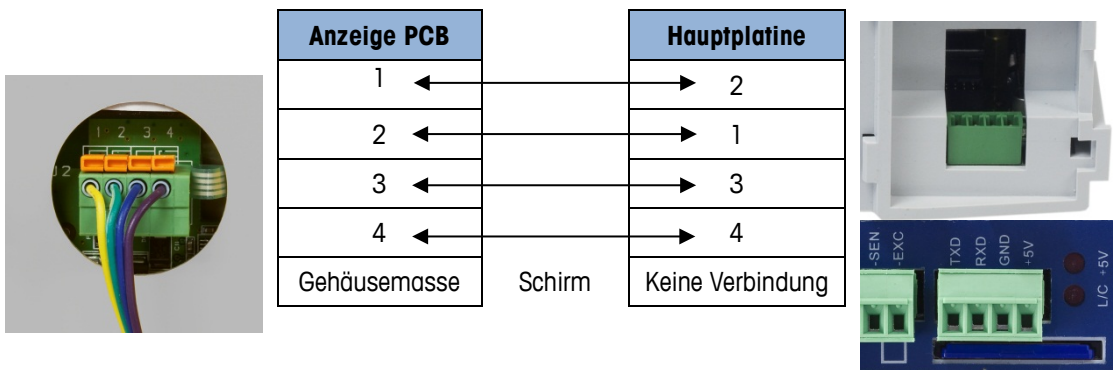 Anzeige PCB Hauptplatine
1 2
2 1
3 3
4 4
Gehäusemasse Schirm Keine Verbindung
1 2 3 4
J2
-SEN
-EXC
TXD
RXD
GND
+5V
+5V
L/C